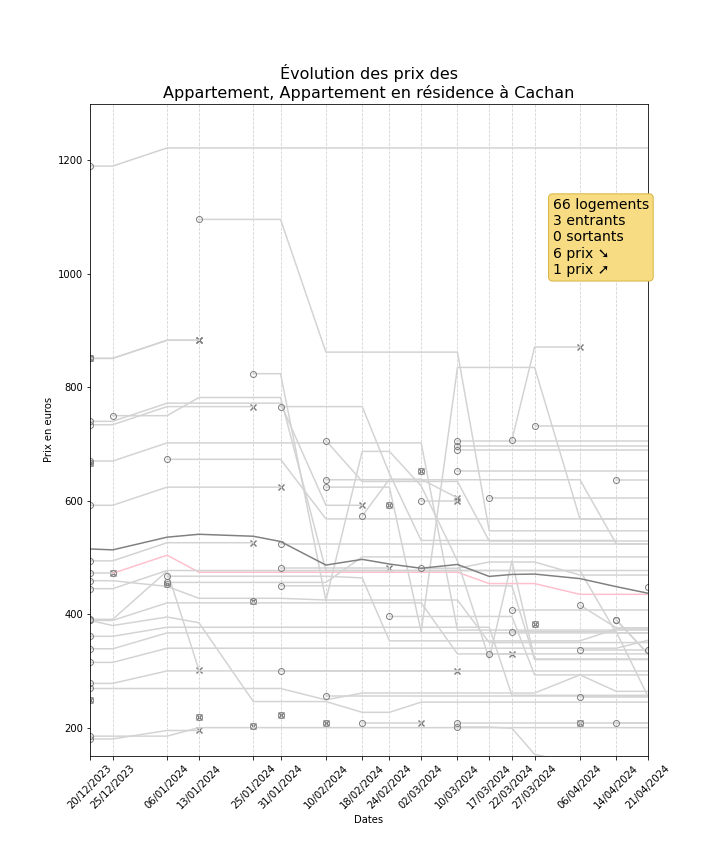 Évolution des prix des
Appartement, Appartement en résidence à Cachan
66 logements
3 entrants
0 sortants
6 prix ➘
1 prix ➚
Prix en euros
1200
1000
800
600
400
200
20/12/2023
25/12/2023
06/01/2024
13/01/2024
25/01/2024
31/01/2024
10/02/2024
18/02/2024
24/02/2024
02/03/2024
10/03/2024
17/03/2024
22/03/2024
27/03/2024
06/04/2024
14/04/2024
21/04/2024
Dates